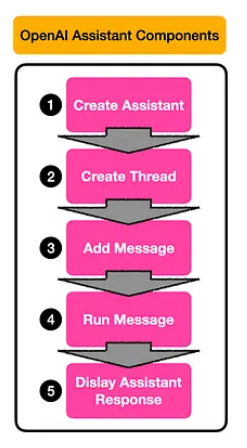 OpenAI Assistant Components
1 Create Assistant
2 Create Thread
3 Add Message
4 Run Message
5 Dislay Assistant
Response